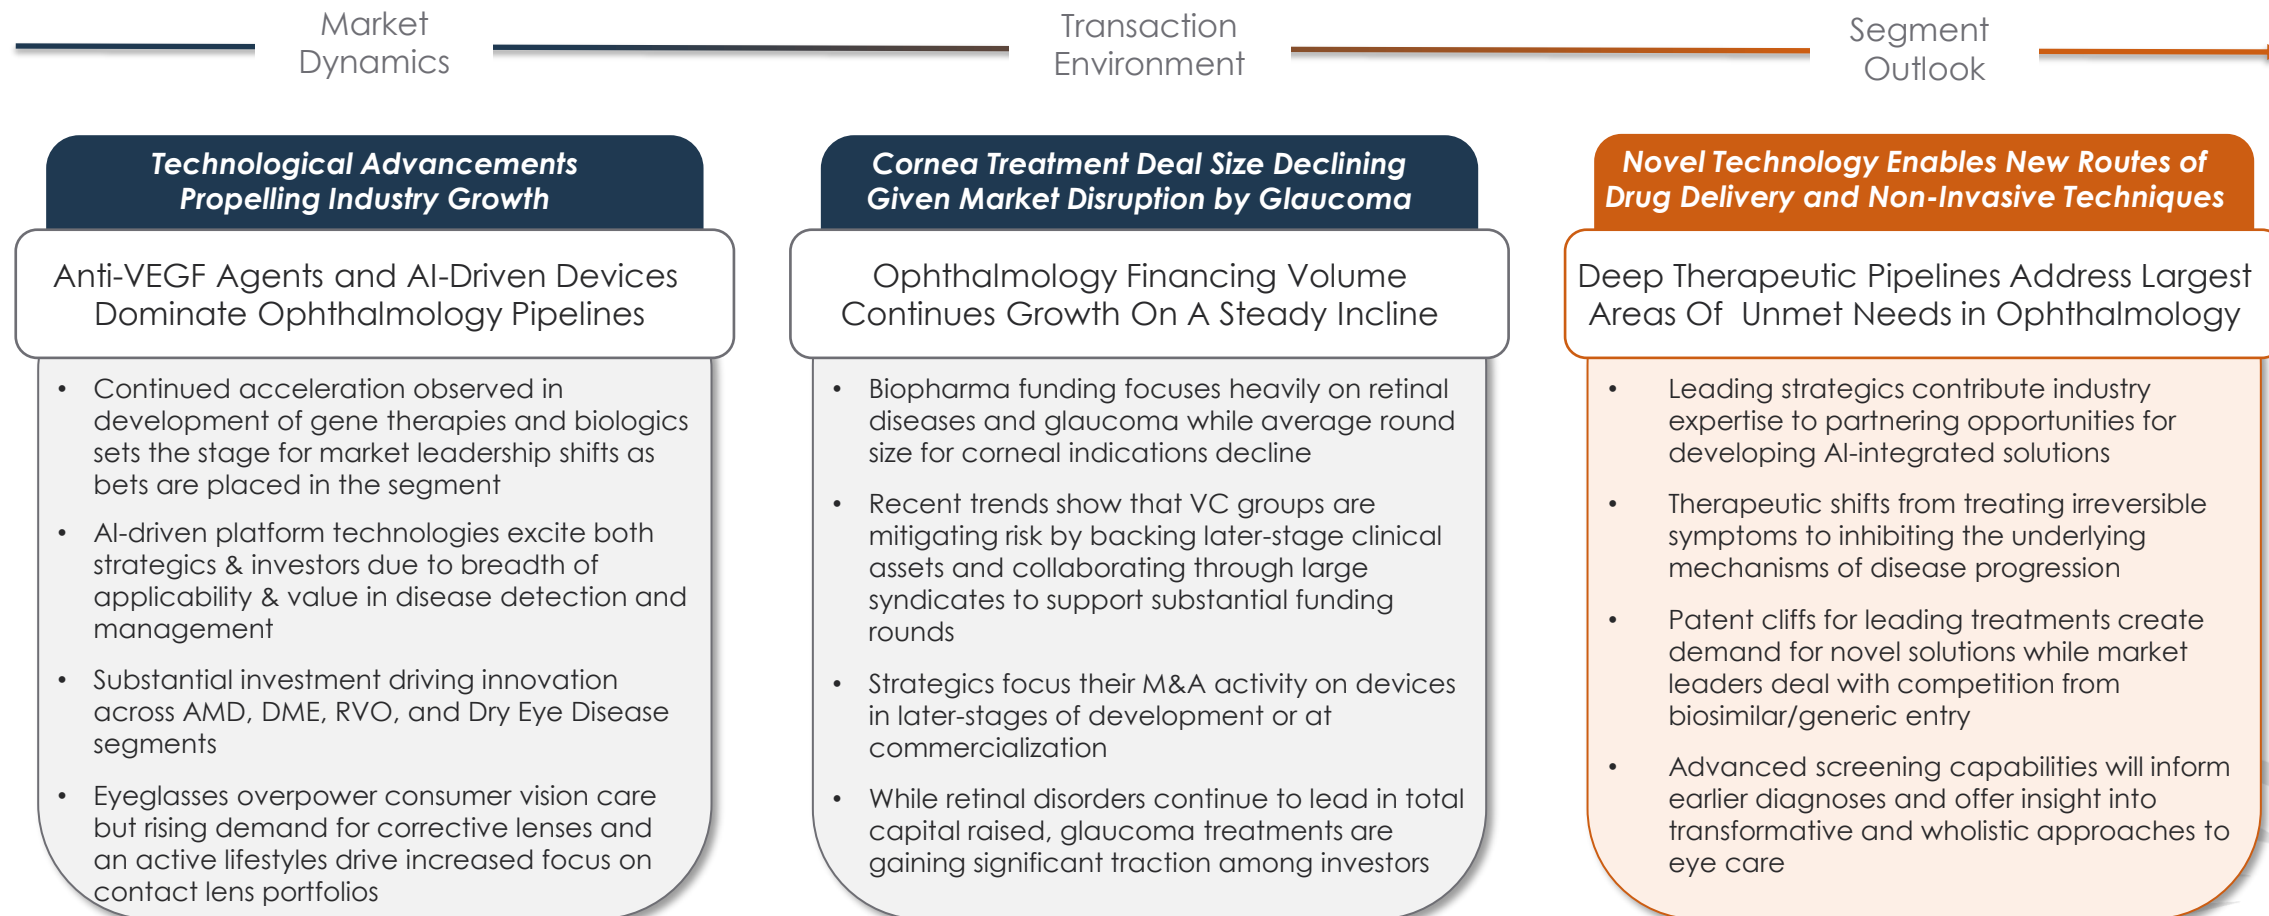 Market
Dynamics
Transaction
Environment
Segment
Outlook
Technological Advancements
Propelling Industry Growth
Anti-VEGF Agents and AI-Driven Devices
Dominate Ophthalmology Pipelines
• Continued acceleration observed in
development of gene therapies and biologics
sets the stage for market leadership shifts as
bets are placed in the segment
• AI-driven platform technologies excite both
strategics & investors due to breadth of
applicability & value in disease detection and
management
• Substantial investment driving innovation
across AMD, DME, RVO, and Dry Eye Disease
segments
• Eyeglasses overpower consumer vision care
but rising demand for corrective lenses and
an active lifestyles drive increased focus on
contact lens portfolios
Cornea Treatment Deal Size Declining
Given Market Disruption by Glaucoma
Ophthalmology Financing Volume
Continues Growth On A Steady Incline
• Biopharma funding focuses heavily on retinal
diseases and glaucoma while average round
size for corneal indications decline
• Recent trends show that VC groups are
mitigating risk by backing later-stage clinical
assets and collaborating through large
syndicates to support substantial funding
rounds
• Strategics focus their M&A activity on devices
in later-stages of development or at
commercialization
• While retinal disorders continue to lead in total
capital raised, glaucoma treatments are
gaining significant traction among investors
Novel Technology Enables New Routes of
Drug Delivery and Non-Invasive Techniques
Deep Therapeutic Pipelines Address Largest
Areas Of Unmet Needs in Ophthalmology
• Leading strategics contribute industry
expertise to partnering opportunities for
developing AI-integrated solutions
• Therapeutic shifts from treating irreversible
symptoms to inhibiting the underlying
mechanisms of disease progression
• Patent cliffs for leading treatments create
demand for novel solutions while market
leaders deal with competition from
biosimilar/generic entry
• Advanced screening capabilities will inform
earlier diagnoses and offer insight into
transformative and wholistic approaches to
eye care